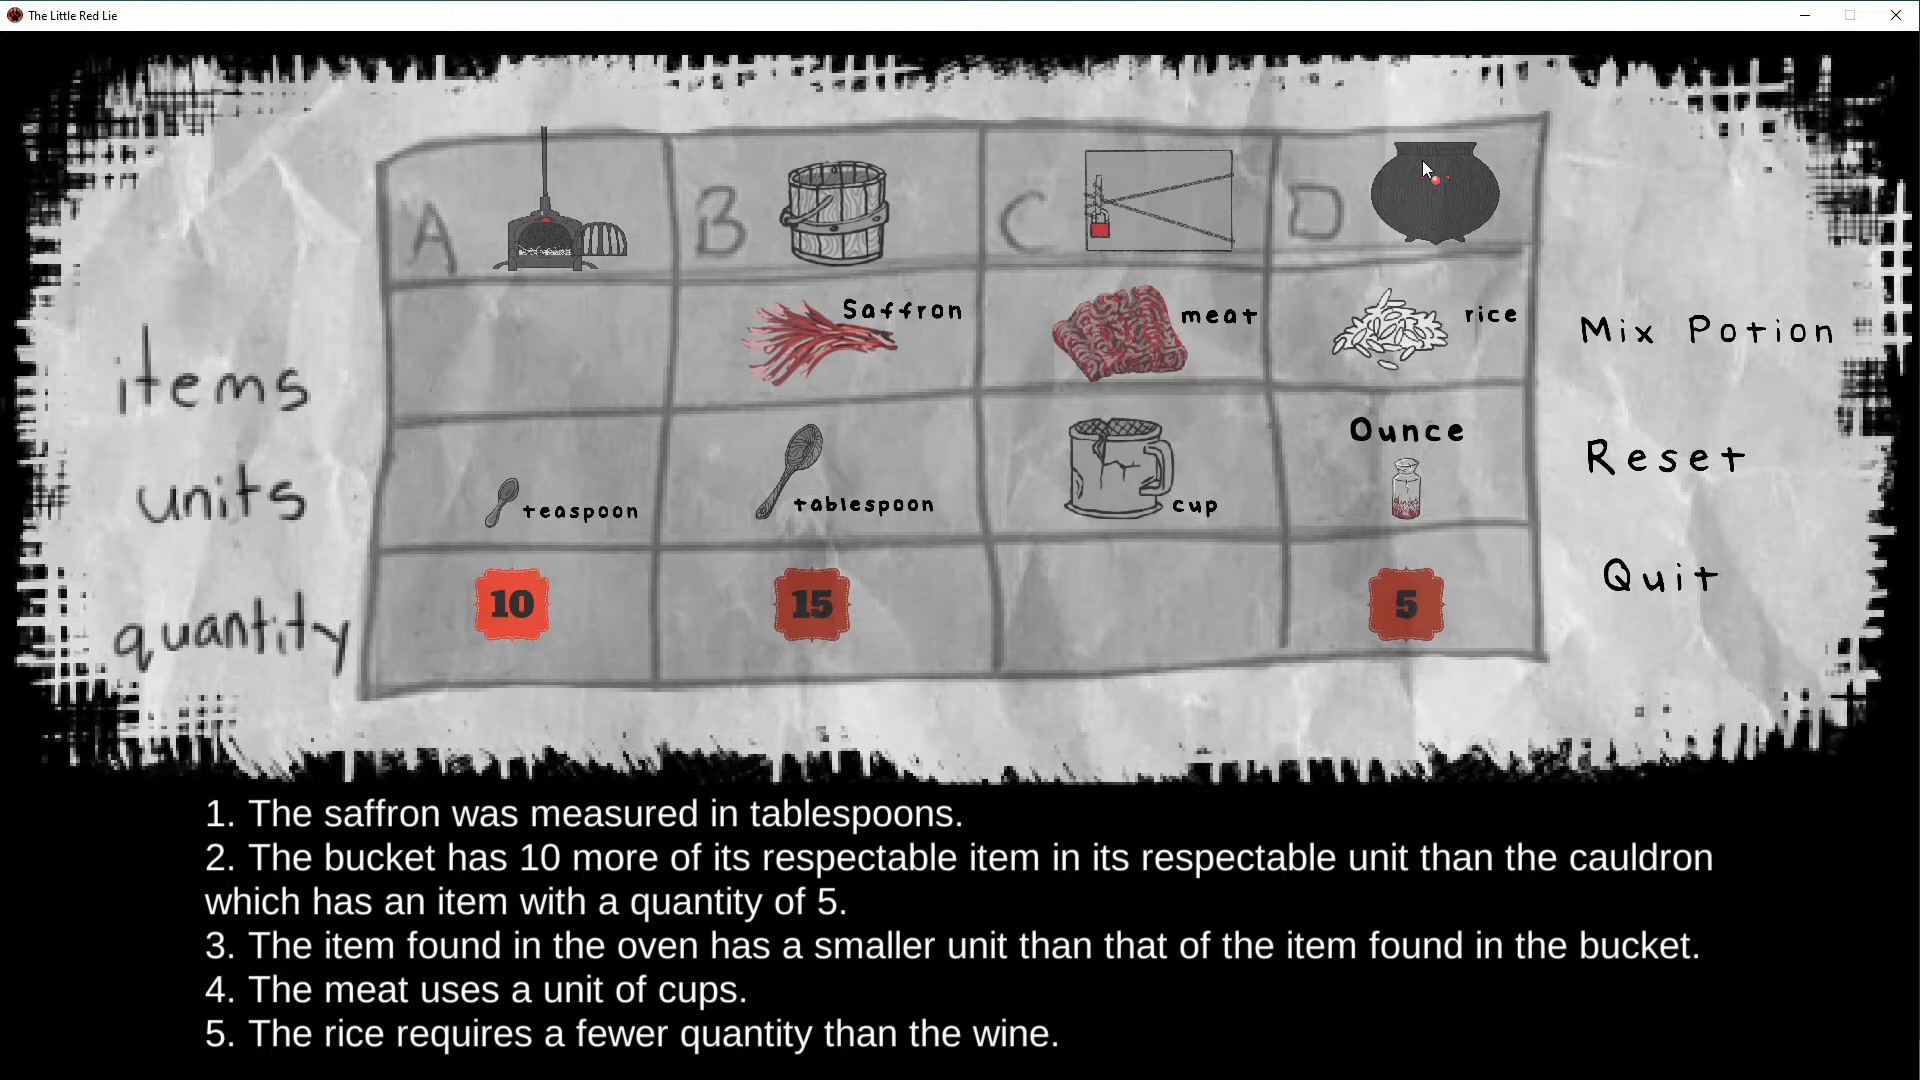 The Little Red Lie
A B C D
Saffron meat rice
items
Mix Potion
Ounce
units
teaspoon tablespoon cup
Reset
quantity
10 15 5
Quit
1. The saffron was measured in tablespoons.
2. The bucket has 10 more of its respectable item in its respectable unit than the cauldron
which has an item with a quantity of 5.
3. The item found in the oven has a smaller unit than that of the item found in the bucket.
4. The meat uses a unit of cups.
5. The rice requires a fewer quantity than the wine.